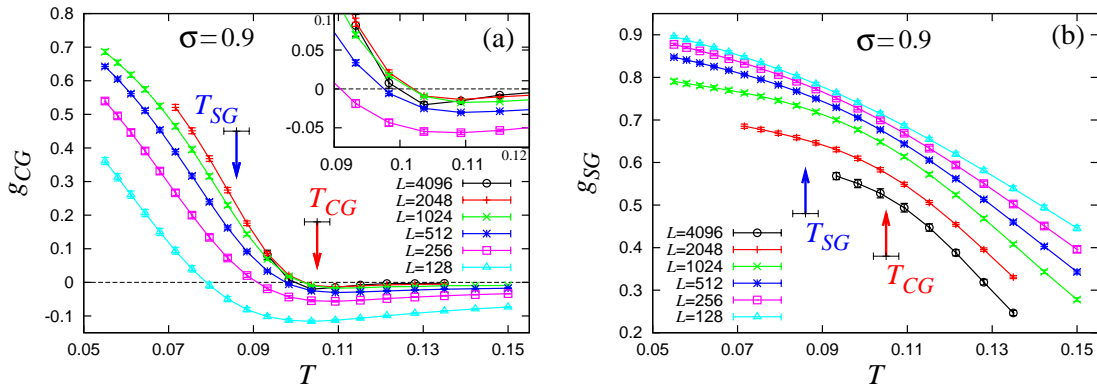 σ=0.9
(a)
g_CG
0.7
0.6
0.5
0.4
0.3
0.2
0.1
0
-0.1
0.05
0.07
0.09
0.11
0.13
0.15
T
T_SG
T_CG
0.1
0.05
0
-0.05
0.09
0.1
0.11
0.12
L=4096
L=2048
L=1024
L=512
L=256
L=128
σ=0.9
(b)
g_SG
0.9
0.8
0.7
0.6
0.5
0.4
0.3
0.2
0.05
0.07
0.09
0.11
0.13
0.15
T
T_SG
T_CG
L=4096
L=2048
L=1024
L=512
L=256
L=128